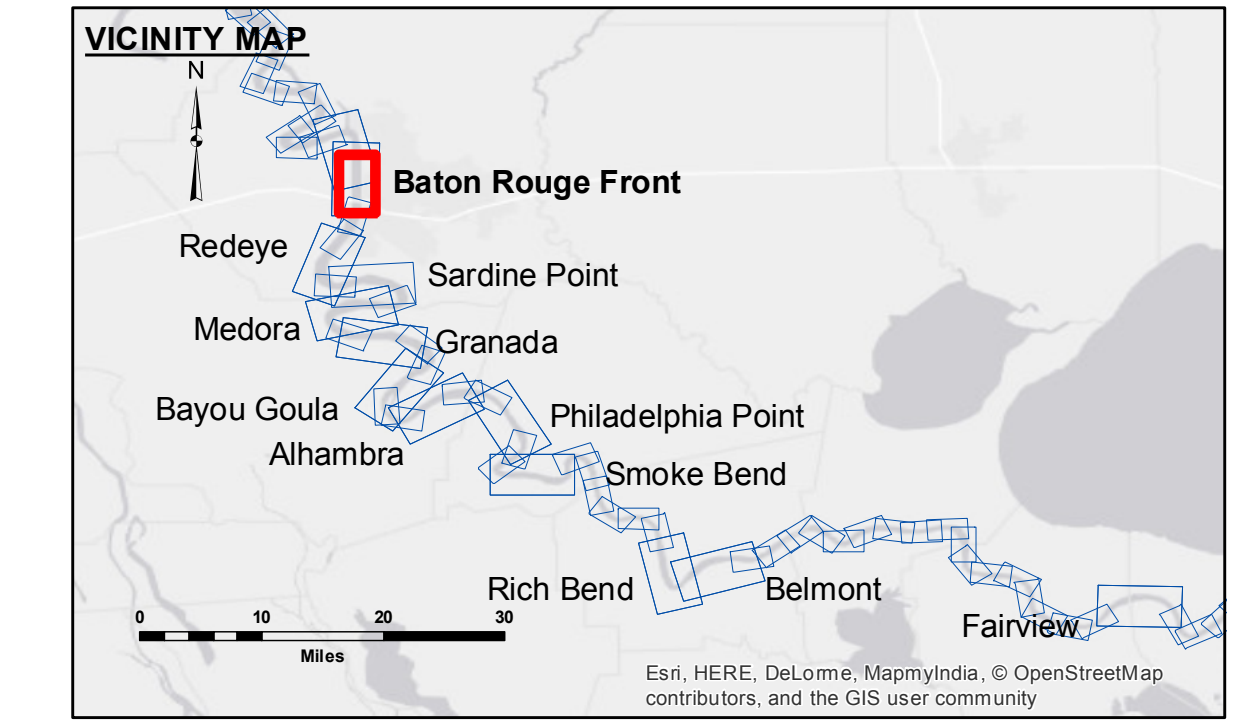 VICINITY MAP
N
Baton Rouge Front
Redeye
Sardine Point
Medora
Granada
Bayou Goula
Philadelphia Point
Alhambra
Smoke Bend
Rich Bend
Belmont
Fairview
0 10 20 30
Miles
Esri, HERE, DeLorme, MapmyIndia, © OpenStreetMap
contributors, and the GIS user community